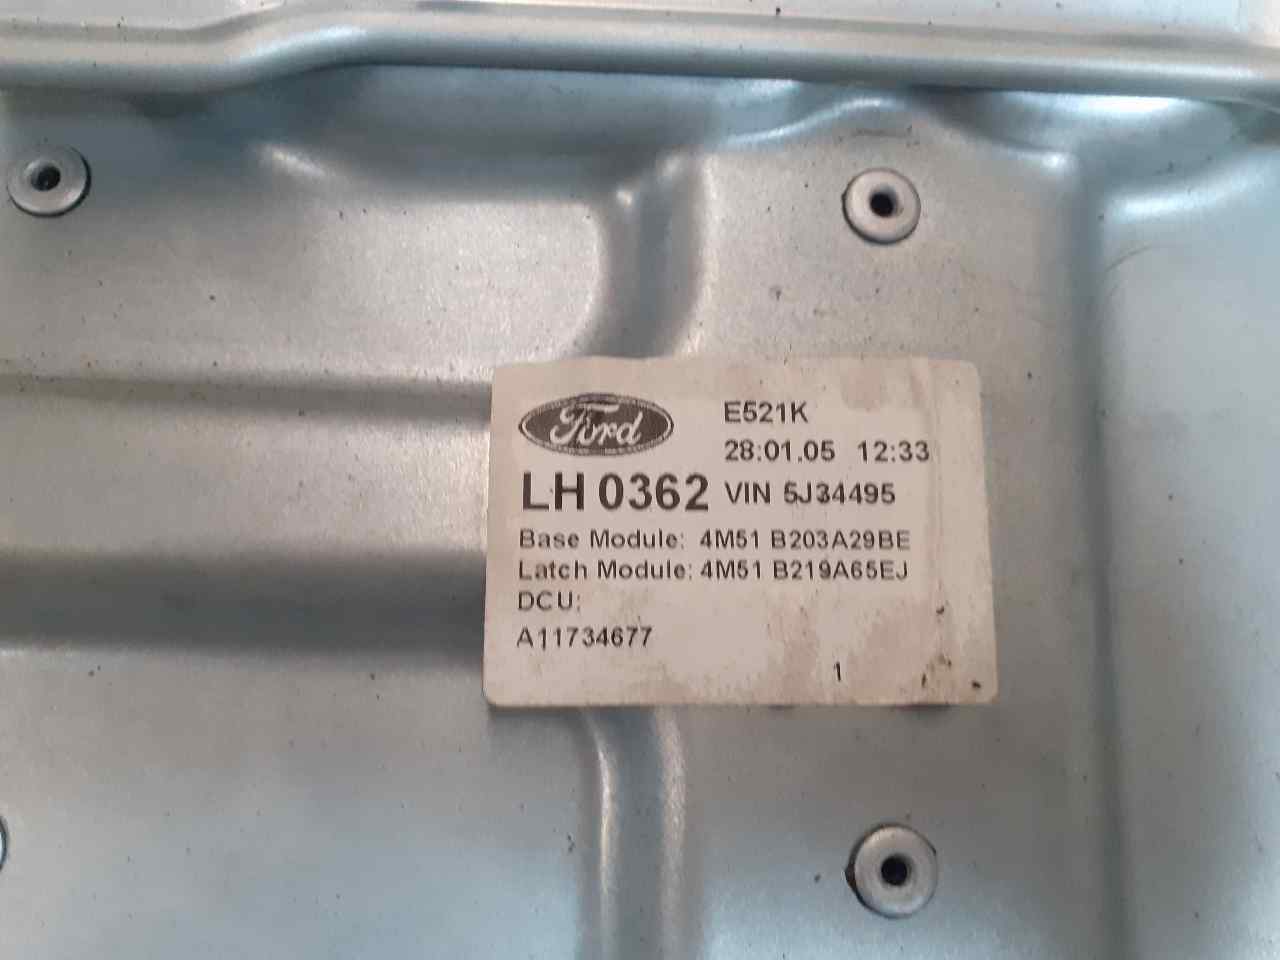 Ford
E521K
28:01.05 12:33
LH 0362 VIN 5J34495
Base Module: 4M51 B203A29BE
Latch Module: 4M51 B219A65EJ
DCU:
A11734677
1